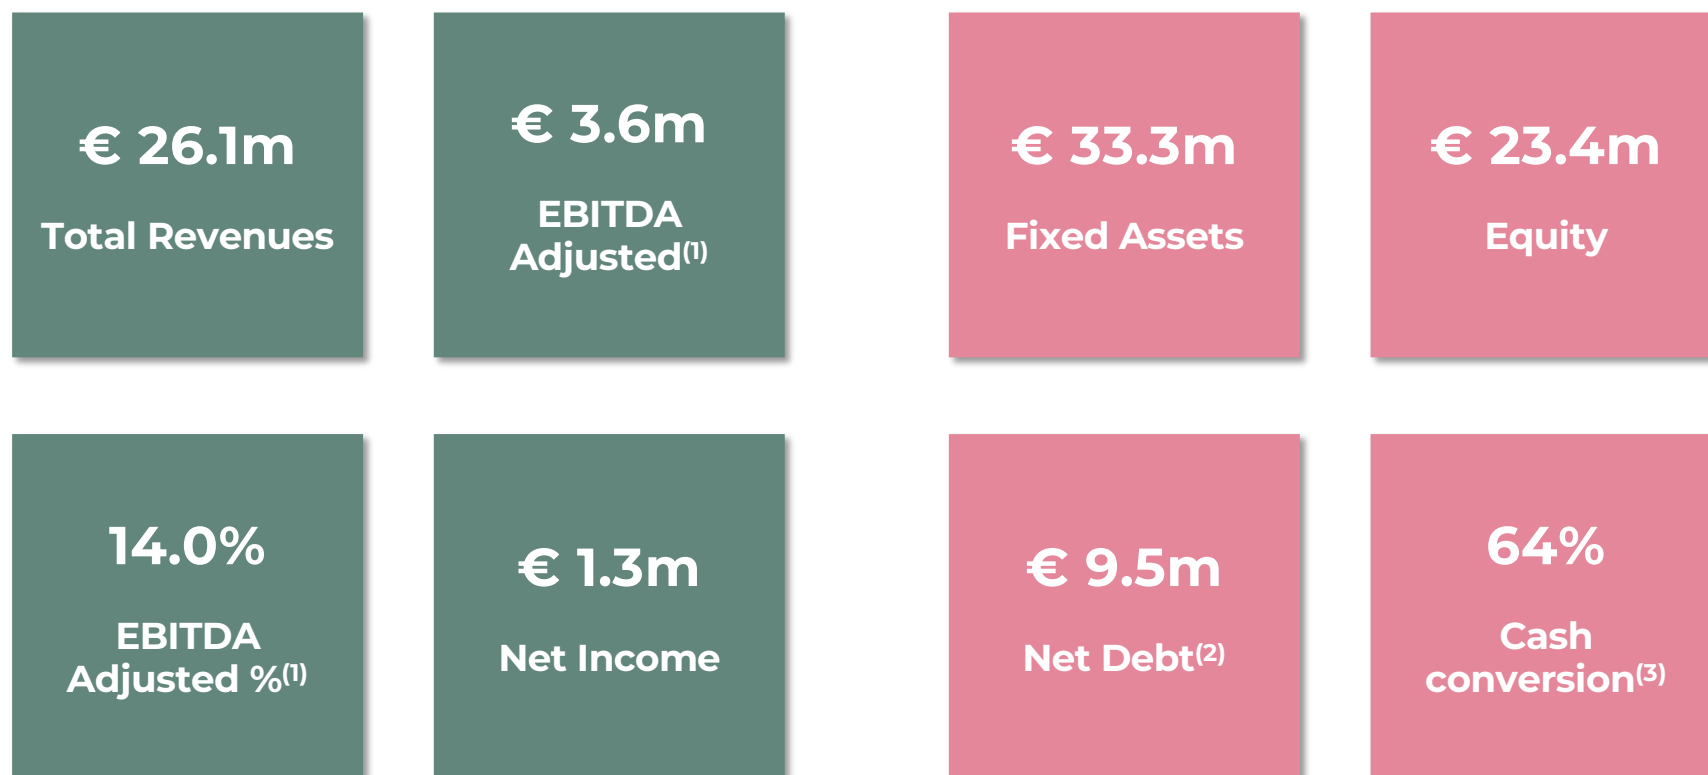 € 26.1m
Total Revenues
€ 3.6m
EBITDA
Adjusted(1)
€ 33.3m
Fixed Assets
€ 23.4m
Equity
14.0%
EBITDA
Adjusted %(1)
€ 1.3m
Net Income
€ 9.5m
Net Debt(2)
64%
Cash
conversion(3)